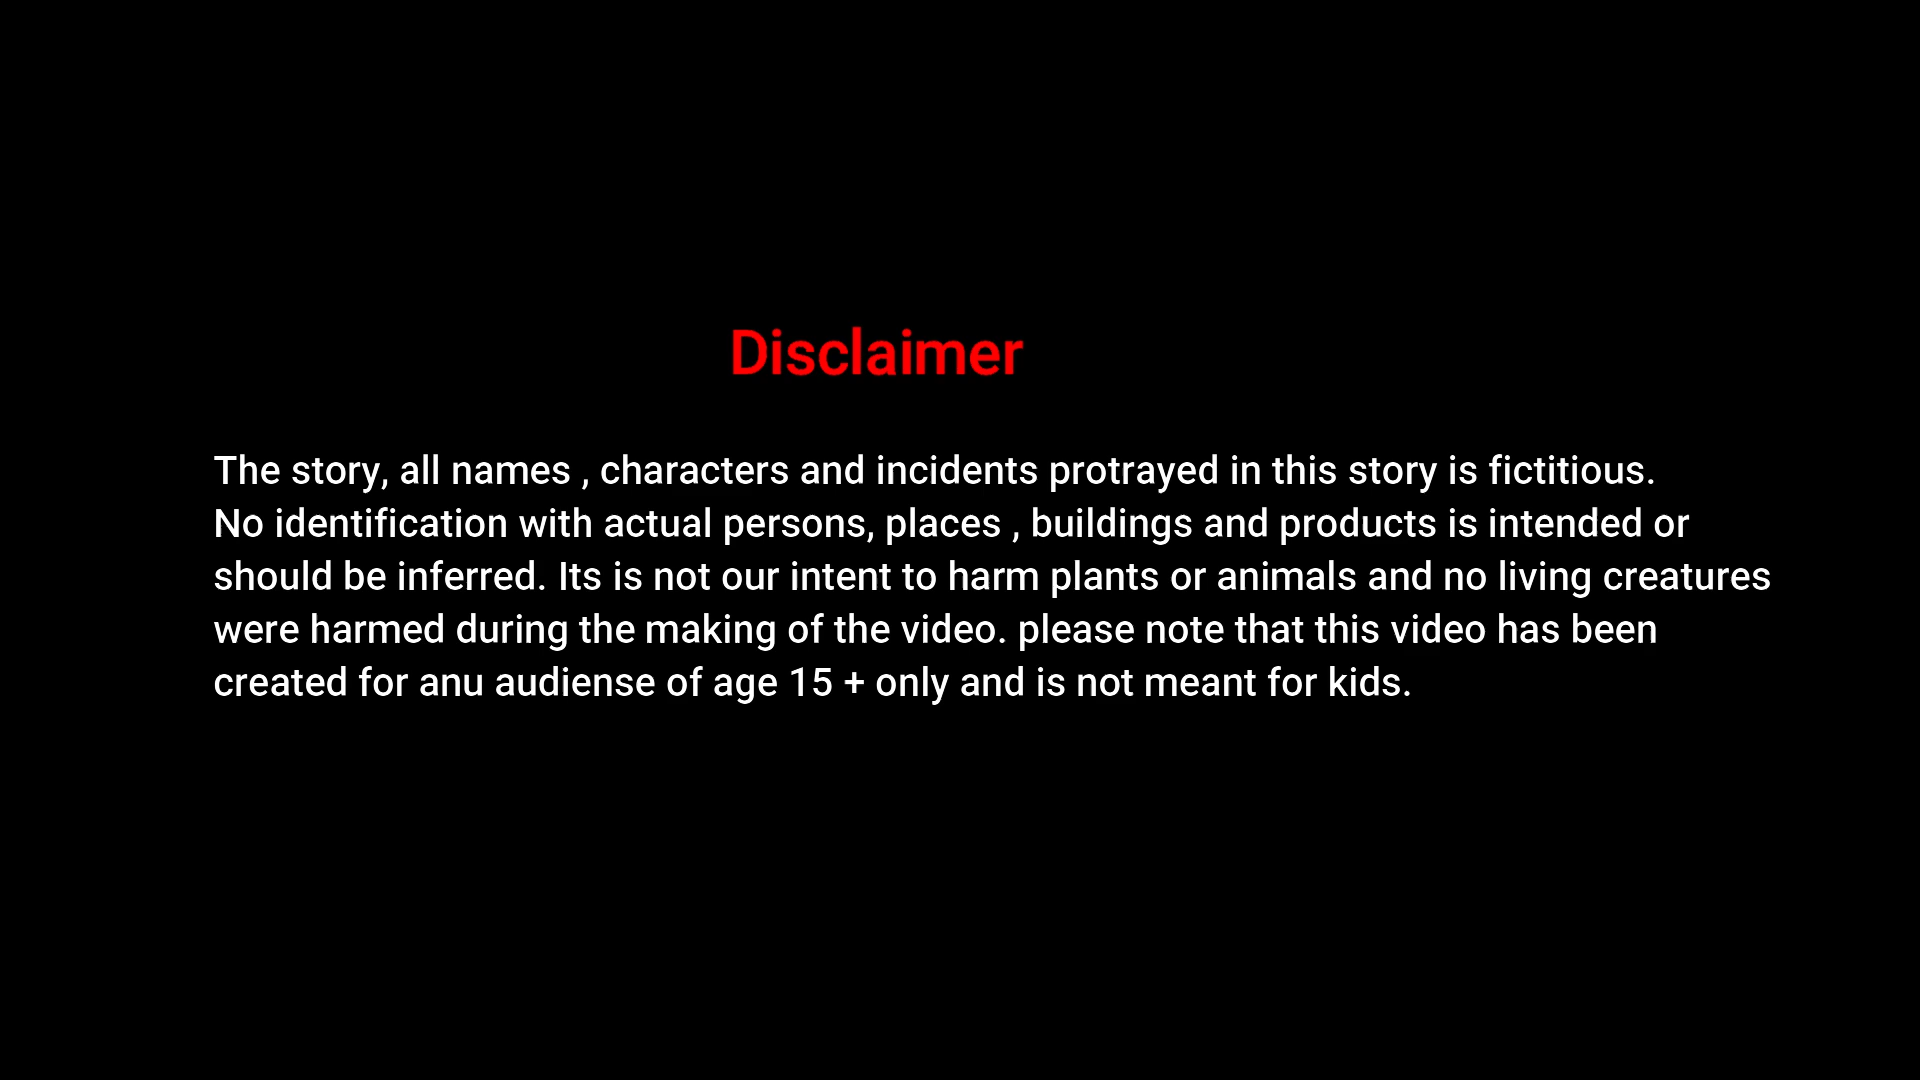 Disclaimer
The story, all names , characters and incidents protrayed in this story is fictitious.
No identification with actual persons, places , buildings and products is intended or
should be inferred. Its is not our intent to harm plants or animals and no living creatures
were harmed during the making of the video. please note that this video has been
created for anu audiense of age 15 + only and is not meant for kids.